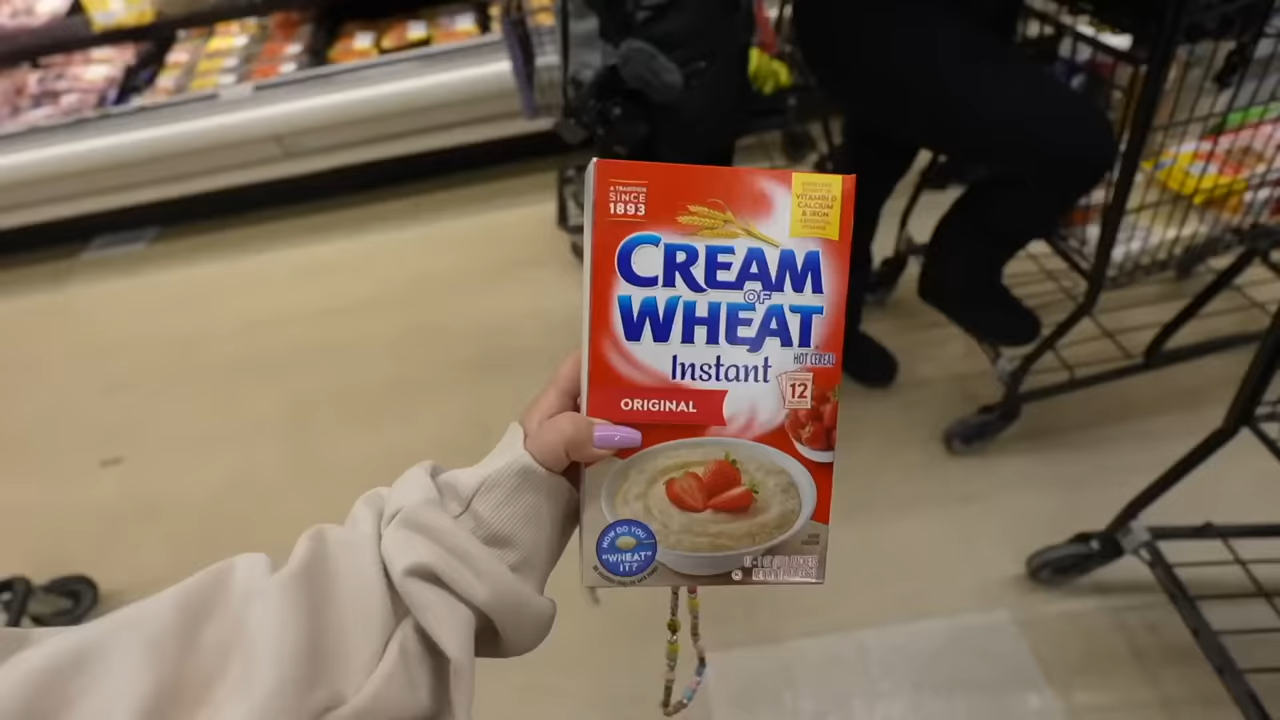 A TRADITION
SINCE
1893
VITAMIN D
CALCIUM
& IRON
CREAM
OF
WHEAT
Instant
HOT CEREAL
12
PACKETS
ORIGINAL
HOW DO YOU
"WHEAT"
IT?